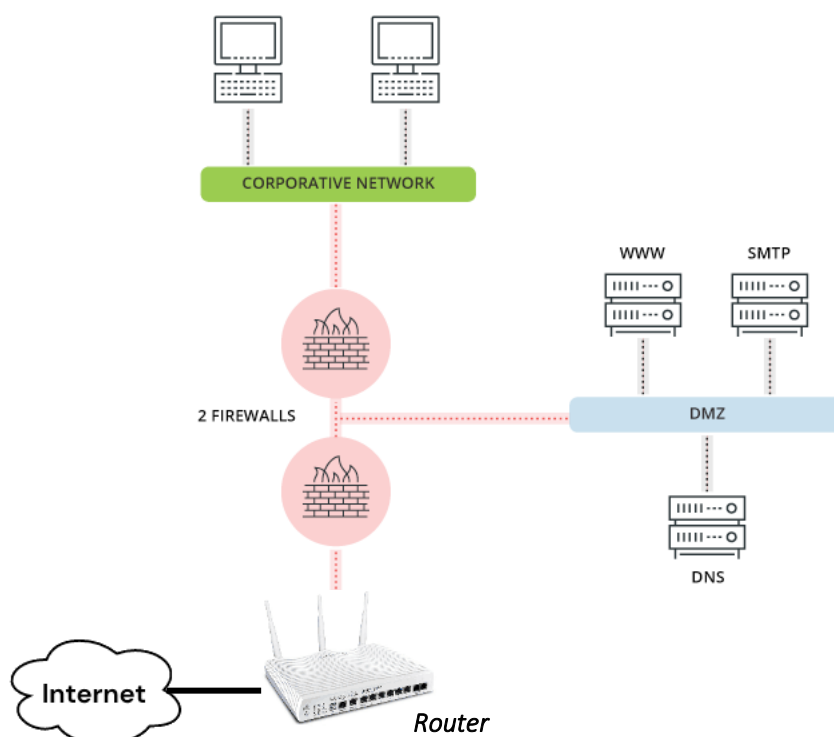 CORPORATIVE NETWORK
WWW
SMTP
2 FIREWALLS
DMZ
DNS
Internet
Router